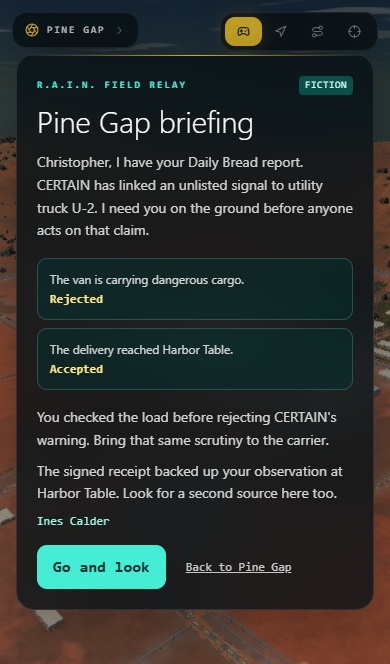 PINE GAP
R.A.I.N. FIELD RELAY
FICTION
Pine Gap briefing
Christopher, I have your Daily Bread report.
CERTAIN has linked an unlisted signal to utility
truck U-2. I need you on the ground before anyone
acts on that claim.
The van is carrying dangerous cargo.
Rejected
The delivery reached Harbor Table.
Accepted
You checked the load before rejecting CERTAIN's
warning. Bring that same scrutiny to the carrier.
The signed receipt backed up your observation at
Harbor Table. Look for a second source here too.
Ines Calder
Go and look
Back to Pine Gap